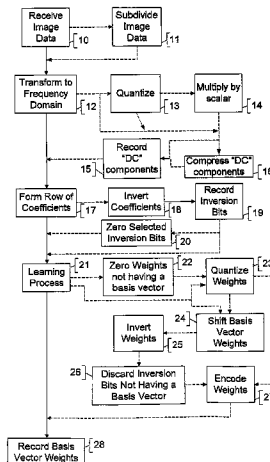 Receive
Image
Data
10
Subdivide
Image
Data
11
Transform to
Frequency
Domain
12
Quantize
13
Multiply by
scalar
14
Record
"DC"
components
15
Compress "DC"
components
Form Row of
Coefficients
17
Invert
Coefficients
18
Record
Inversion
Bits
19
Zero Selected
Inversion Bits
20
Learning
Process
21
Zero Weights
not having a
basis vector
22
Quantize
Weights
Shift Basis
Vector
Weights
24
Invert
Weights
25
Discard Inversion
Bits Not Having a
Basis Vector
26
Encode
Weights
Record Basis
Vector Weights
28